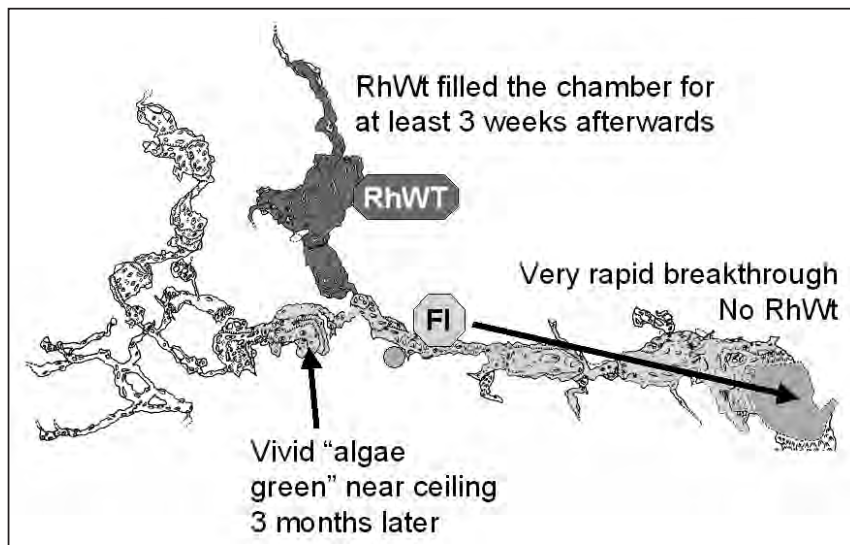 RhWt filled the chamber for
at least 3 weeks afterwards
RhWT
Very rapid breakthrough
No RhWt
Fl
Vivid “algae
green” near ceiling
3 months later